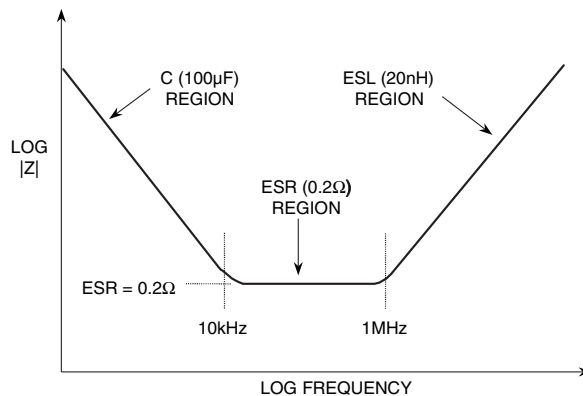 C (100µF)
REGION
ESL (20nH)
REGION
LOG
|Z|
ESR (0.2Ω)
REGION
ESR = 0.2Ω
10kHz
1MHz
LOG FREQUENCY